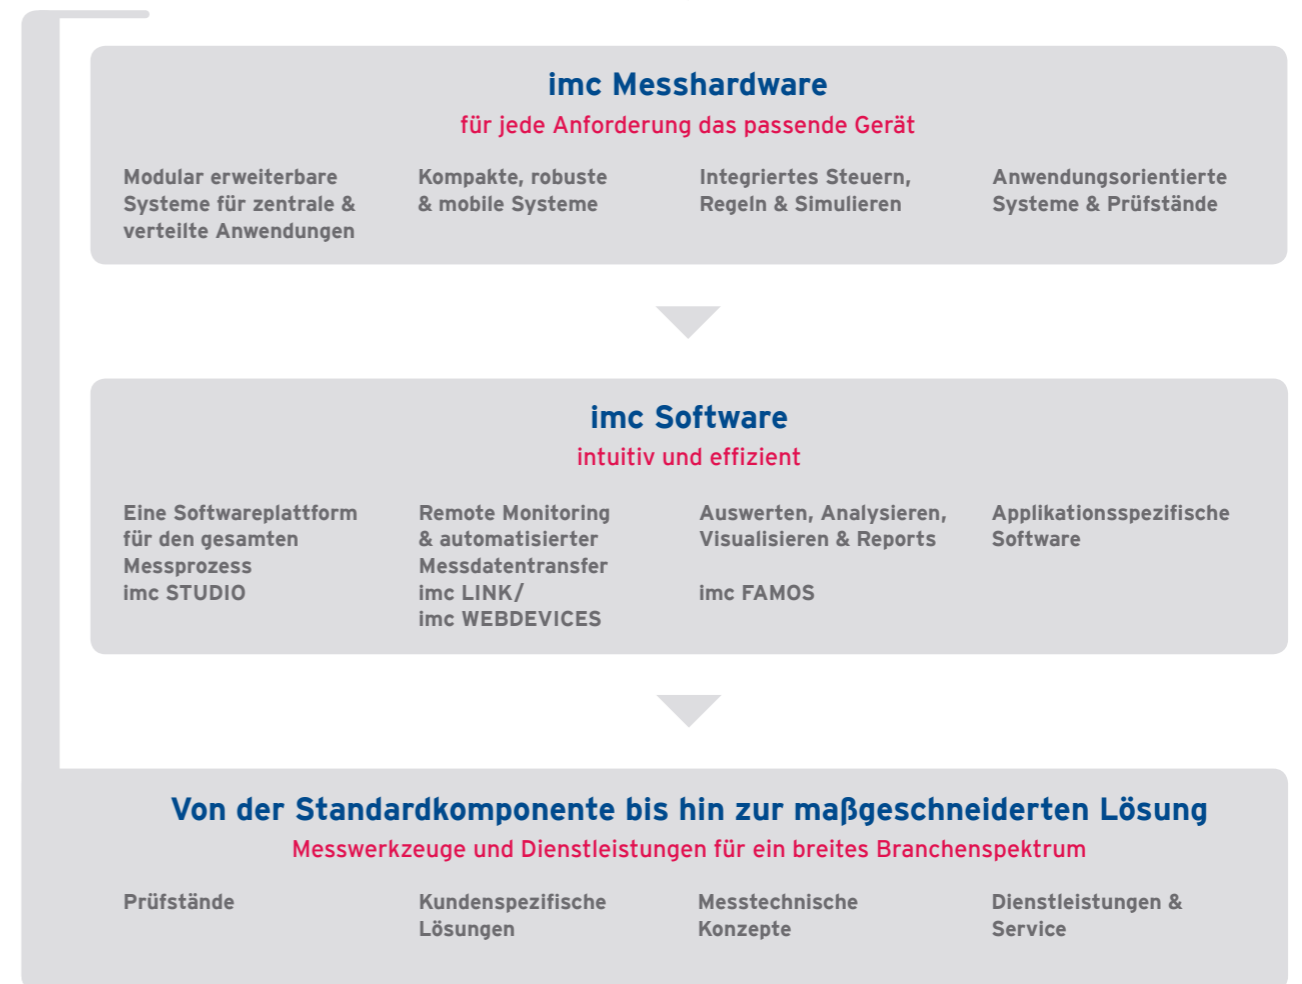 imc Messhardware
für jede Anforderung das passende Gerät
Modular erweiterbare
Systeme für zentrale &
verteilte Anwendungen
Kompakte, robuste
& mobile Systeme
Integriertes Steuern,
Regeln & Simulieren
Anwendungsorientierte
Systeme & Prüfstände
imc Software
intuitiv und effizient
Eine Softwareplattform
für den gesamten
Messprozess
imc STUDIO
Remote Monitoring
& automatisierter
Messdatentransfer
imc LINK/
imc WEBDEVICES
Auswerten, Analysieren,
Visualisieren & Reports
imc FAMOS
Applikationsspezifische
Software
Von der Standardkomponente bis hin zur maßgeschneiderten Lösung
Messwerkzeuge und Dienstleistungen für ein breites Branchenspektrum
Prüfstände
Kundenspezifische
Lösungen
Messtechnische
Konzepte
Dienstleistungen &
Service